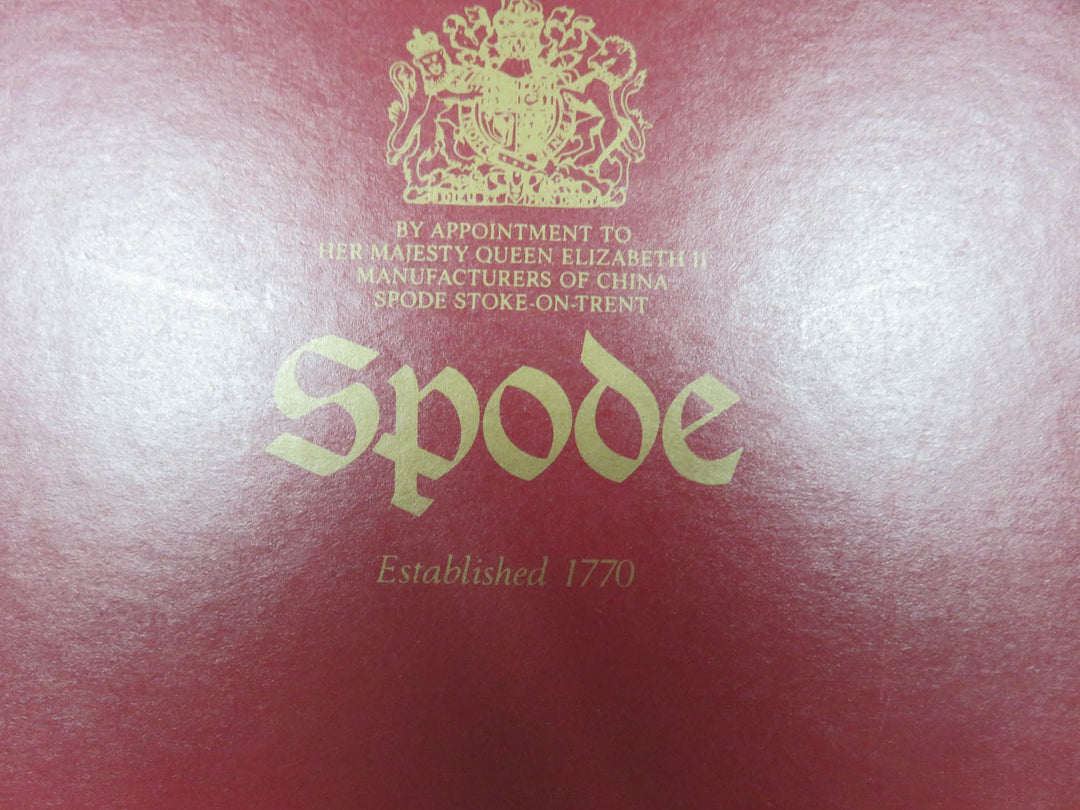 BY APPOINTMENT TO
HER MAJESTY QUEEN ELIZABETH II
MANUFACTURERS OF CHINA
SPODE STOKE-ON-TRENT
Spode
Established 1770